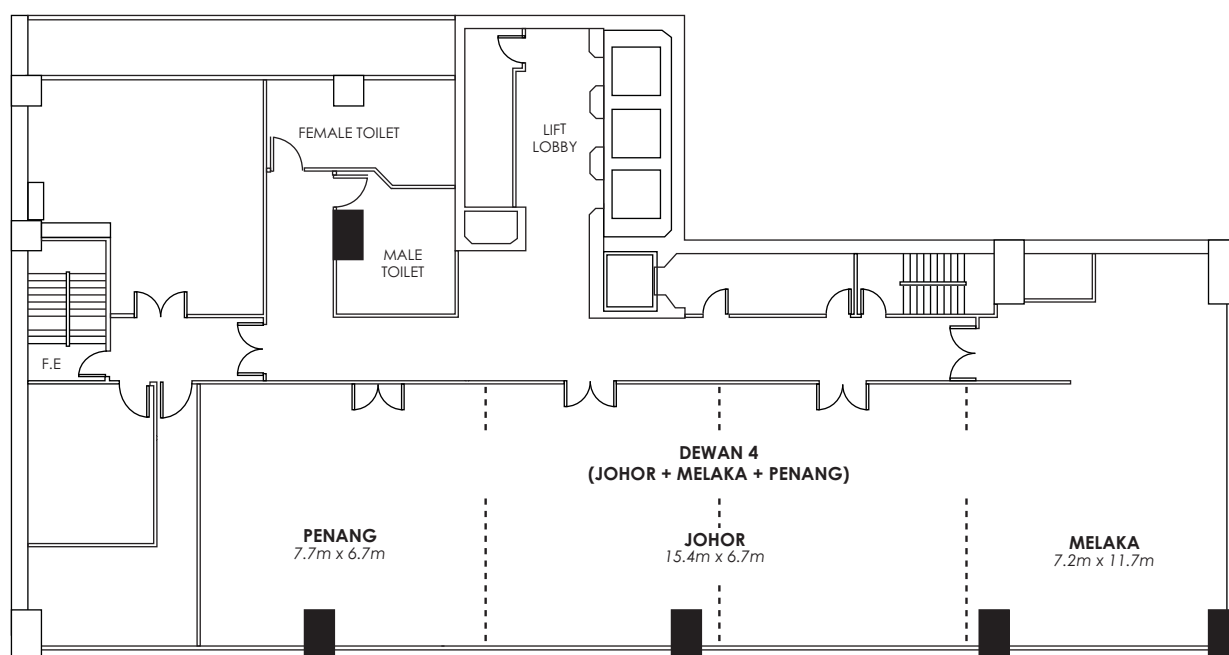 FEMALE TOILET
LIFT
LOBBY
MALE
TOILET
F.E
DEWAN 4
(JOHOR + MELAKA + PENANG)
PENANG
7.7m x 6.7m
JOHOR
15.4m x 6.7m
MELAKA
7.2m x 11.7m